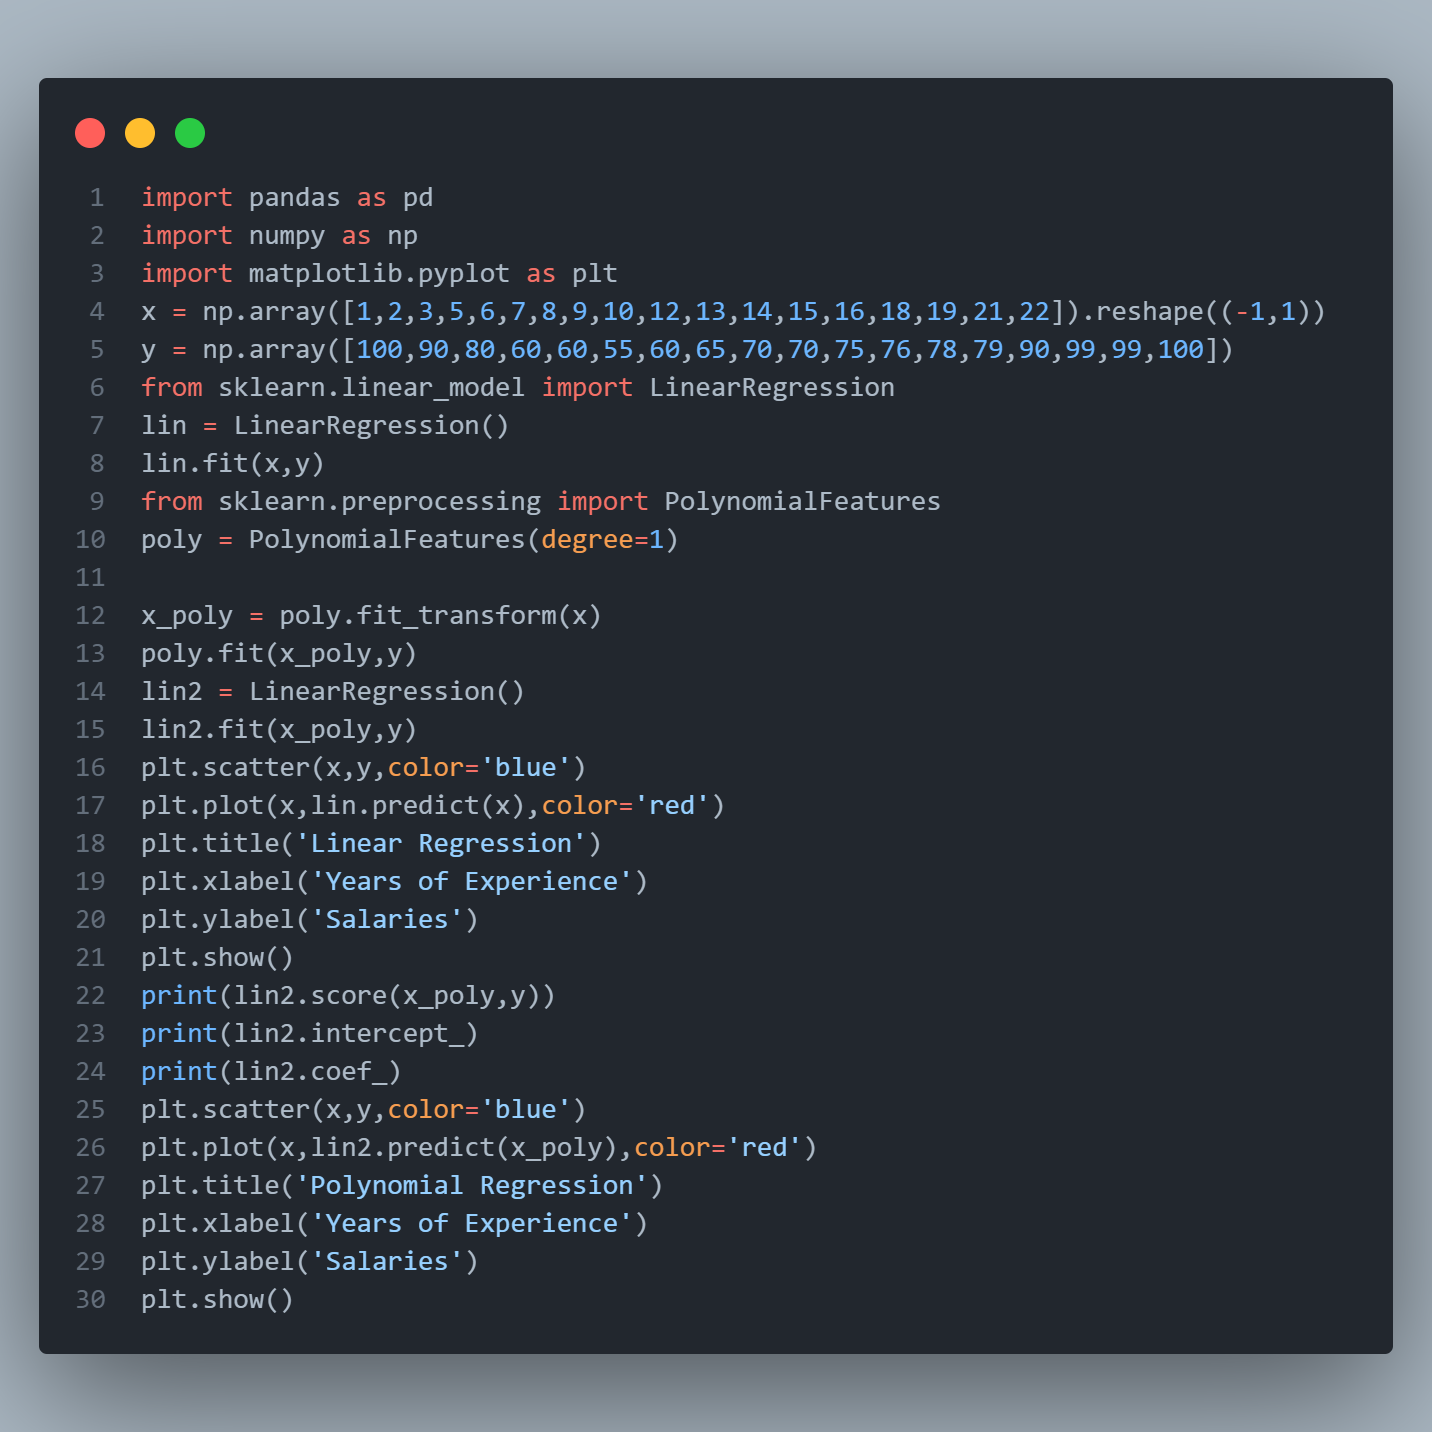 1 import pandas as pd
2 import numpy as np
3 import matplotlib.pyplot as plt
4 x = np.array([1,2,3,5,6,7,8,9,10,12,13,14,15,16,18,19,21,22]).reshape((-1,1))
5 y = np.array([100,90,80,60,60,55,60,65,70,70,75,76,78,79,90,99,99,100])
6 from sklearn.linear_model import LinearRegression
7 lin = LinearRegression()
8 lin.fit(x,y)
9 from sklearn.preprocessing import PolynomialFeatures
10 poly = PolynomialFeatures(degree=1)
11
12 x_poly = poly.fit_transform(x)
13 poly.fit(x_poly,y)
14 lin2 = LinearRegression()
15 lin2.fit(x_poly,y)
16 plt.scatter(x,y,color='blue')
17 plt.plot(x,lin.predict(x),color='red')
18 plt.title('Linear Regression')
19 plt.xlabel('Years of Experience')
20 plt.ylabel('Salaries')
21 plt.show()
22 print(lin2.score(x_poly,y))
23 print(lin2.intercept_)
24 print(lin2.coef_)
25 plt.scatter(x,y,color='blue')
26 plt.plot(x,lin2.predict(x_poly),color='red')
27 plt.title('Polynomial Regression')
28 plt.xlabel('Years of Experience')
29 plt.ylabel('Salaries')
30 plt.show()